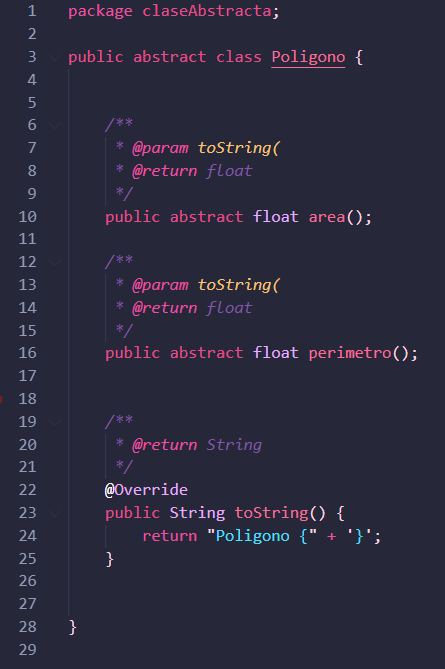 1 package claseAbstracta;
2
3 public abstract class Poligono {
4
5
6 /**
7 * @param toString(
8 * @return float
9 */
10 public abstract float area();
11
12 /**
13 * @param toString(
14 * @return float
15 */
16 public abstract float perimetro();
17
18
19 /**
20 * @return String
21 */
22 @Override
23 public String toString() {
24 return "Poligono {" + '}';
25 }
26
27
28 }
29